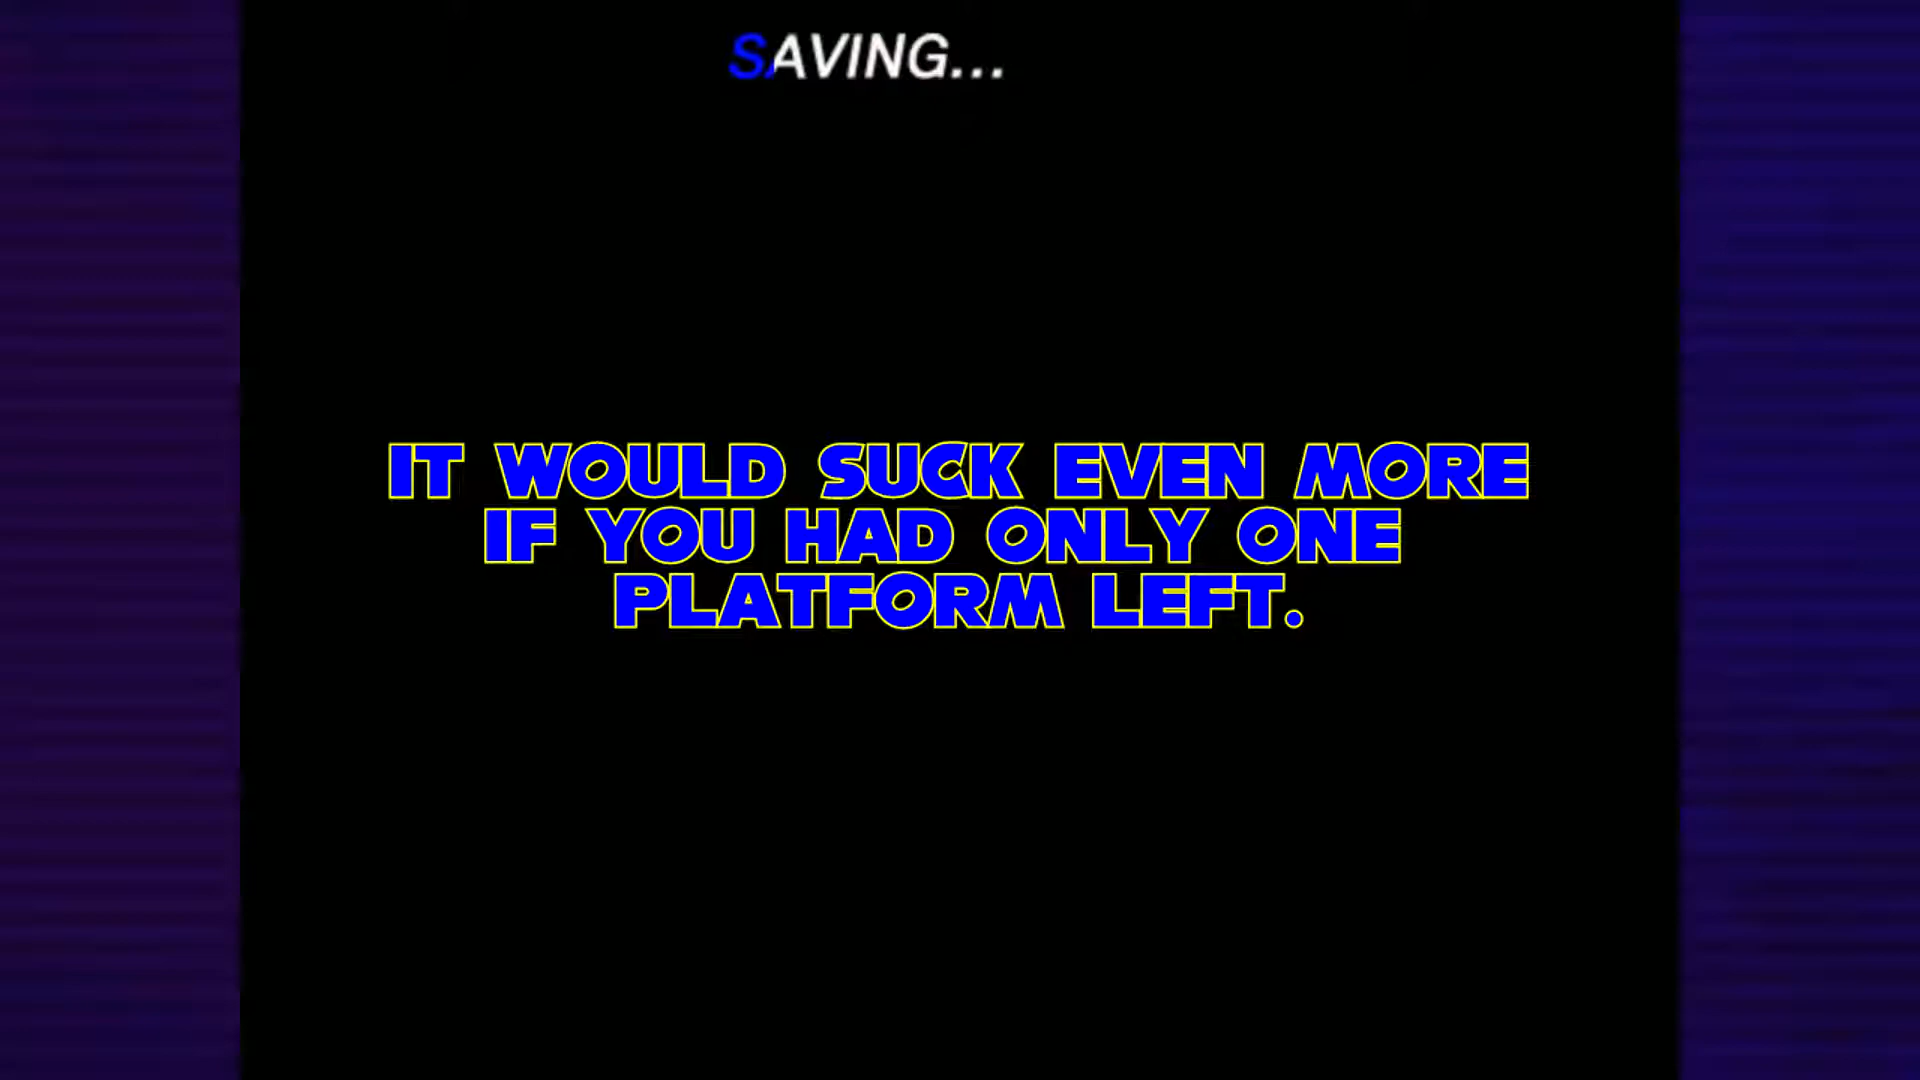 SAVING...
IT WOULD SUCK EVEN MORE
IF YOU HAD ONLY ONE
PLATFORM LEFT.